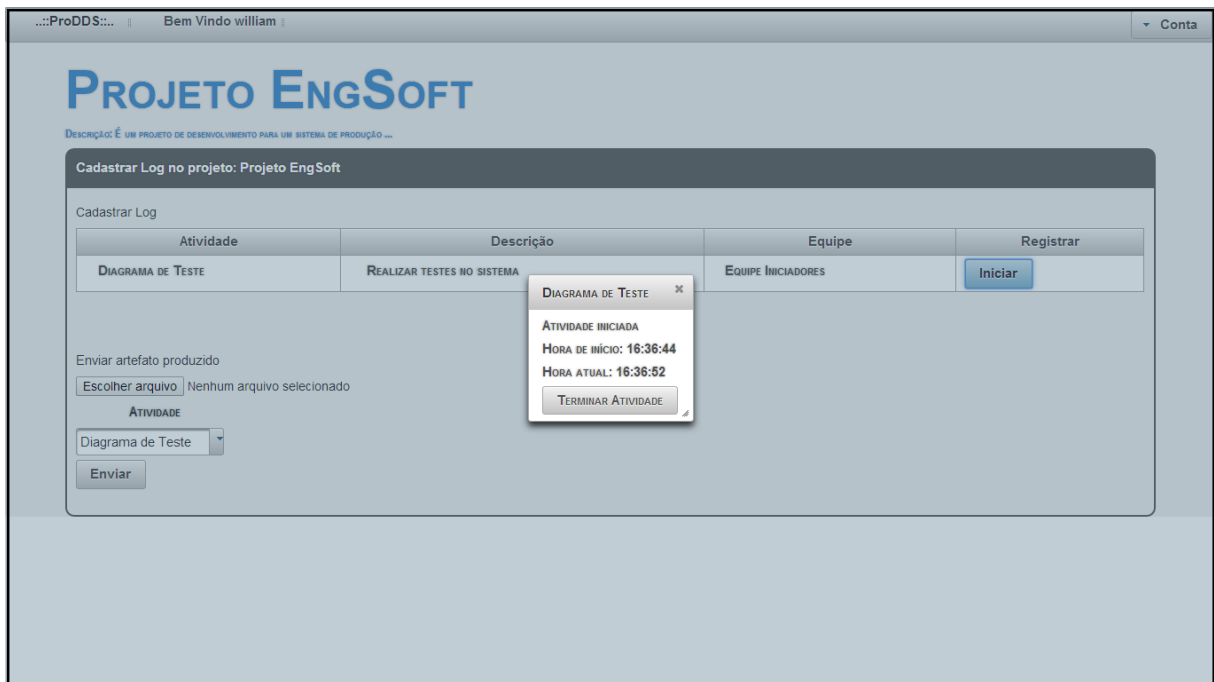 ..::ProDDS::.. Bem Vindo william Conta
Projeto EngSoft
Descrição: É um projeto de desenvolvimento para um sistema de produção ...
Cadastrar Log no projeto: Projeto EngSoft
Cadastrar Log
Atividade Descrição Equipe Registrar
Diagrama de Teste Realizar testes no sistema Equipe Iniciadores Iniciar
Diagrama de Teste
Atividade iniciada
Hora de início: 16:36:44
Hora atual: 16:36:52
Terminar Atividade
Enviar artefato produzido
Escolher arquivo Nenhum arquivo selecionado
Atividade
Diagrama de Teste
Enviar